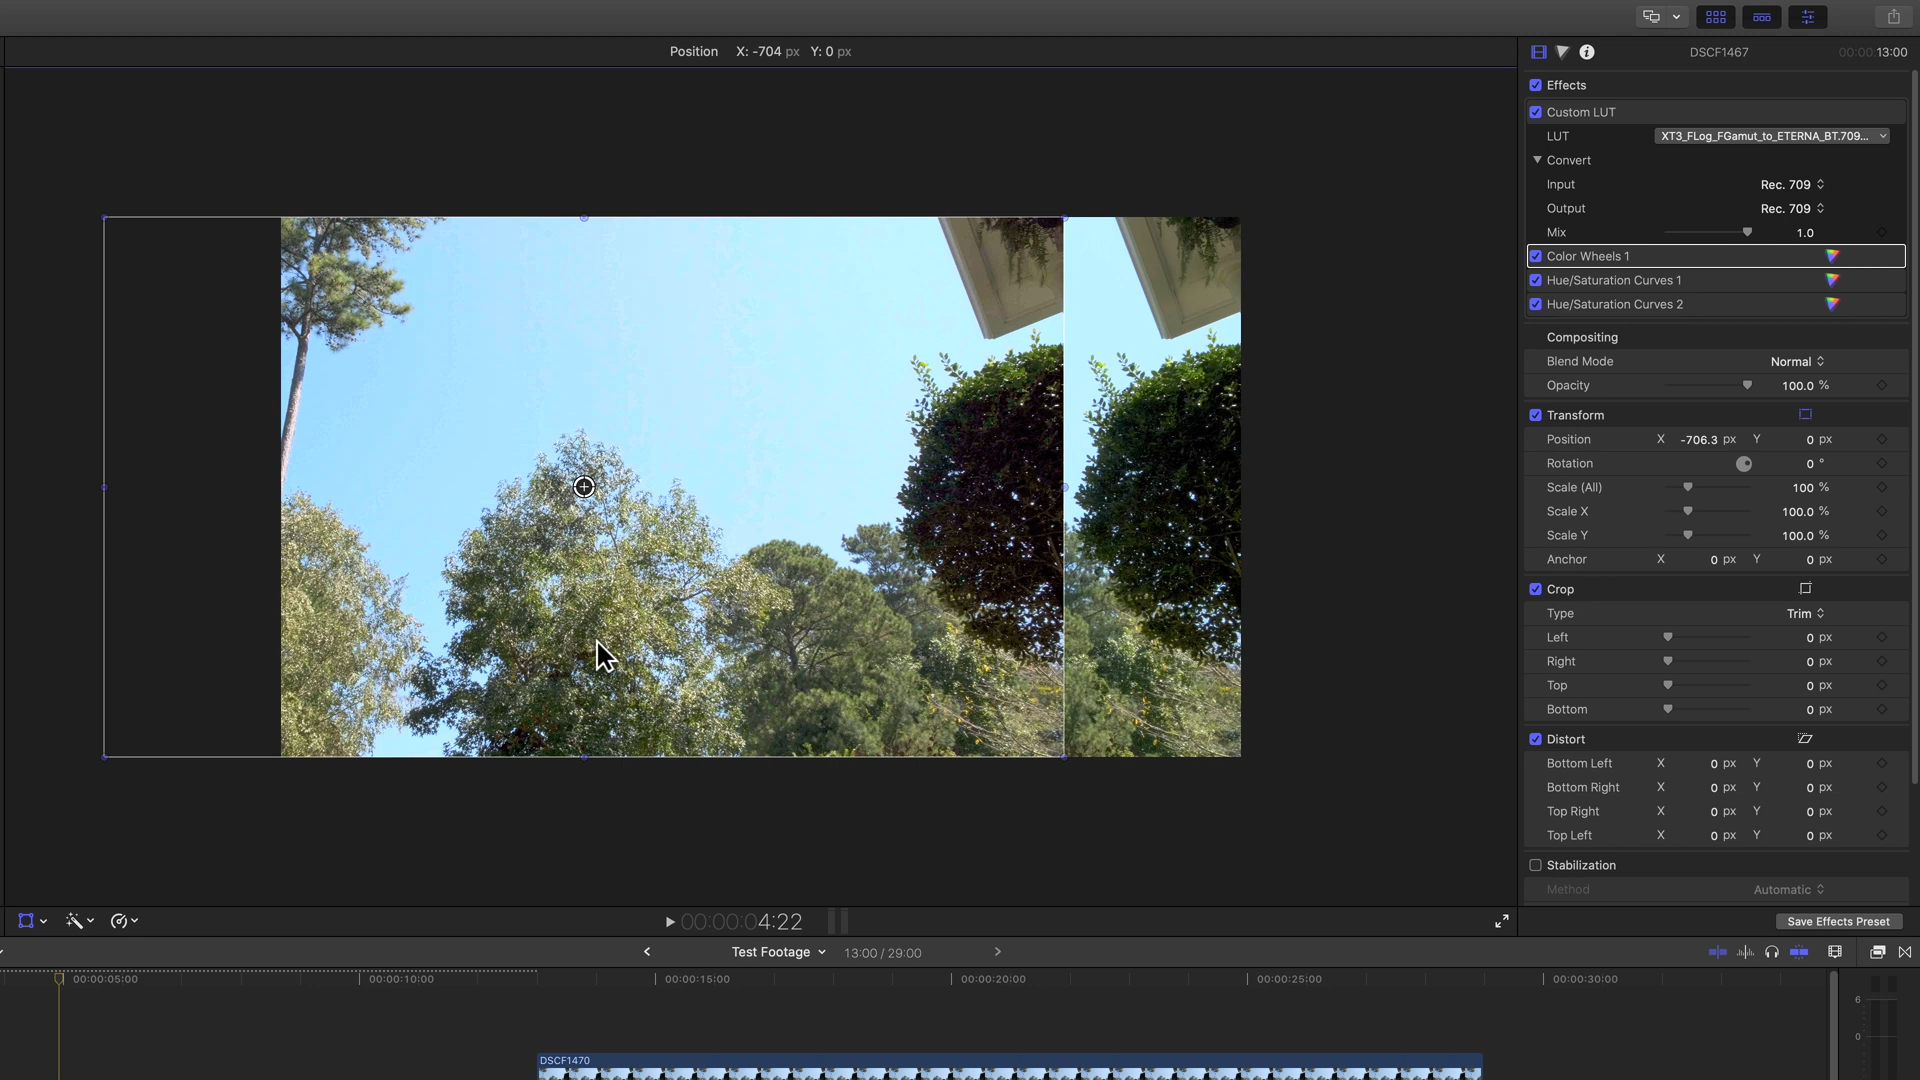 Position X: -704 px Y: 0 px
DSCF1467 00:00:13:00
Effects
Custom LUT
LUT XT3_FLog_FGamut_to_ETERNA_BT.709...
Convert
Input Rec. 709
Output Rec. 709
Mix 1.0
Color Wheels 1
Hue/Saturation Curves 1
Hue/Saturation Curves 2
Compositing
Blend Mode Normal
Opacity 100.0 %
Transform
Position X -706.3 px Y 0 px
Rotation 0 °
Scale (All) 100 %
Scale X 100.0 %
Scale Y 100.0 %
Anchor X 0 px Y 0 px
Crop
Type Trim
Left 0 px
Right 0 px
Top 0 px
Bottom 0 px
Distort
Bottom Left X 0 px Y 0 px
Bottom Right X 0 px Y 0 px
Top Right X 0 px Y 0 px
Top Left X 0 px Y 0 px
Stabilization
Method Automatic
00:00:04:22
Save Effects Preset
Test Footage 13:00 / 29:00
00:00:05:00 00:00:10:00 00:00:15:00 00:00:20:00 00:00:25:00 00:00:30:00
6
0
DSCF1470